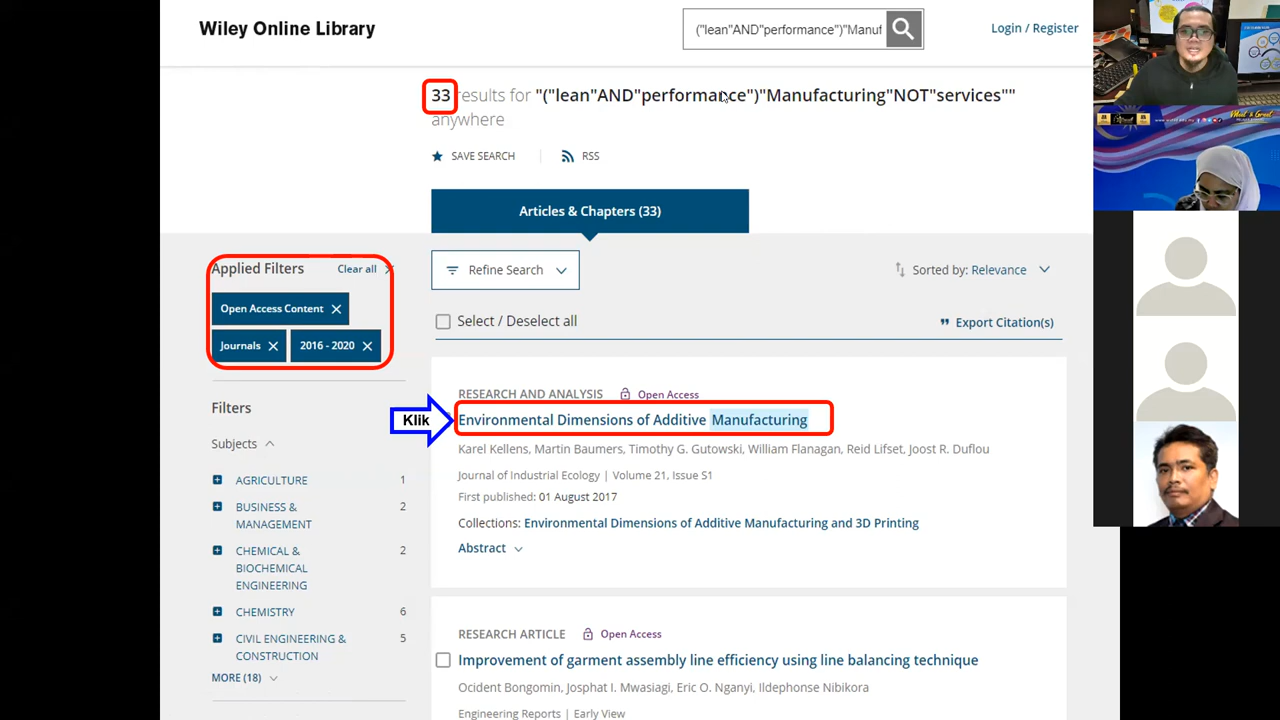 Wiley Online Library
("lean"AND"performance")"Manuf
Login / Register
33 results for "("lean"AND"performance")"Manufacturing"NOT"services""
anywhere
SAVE SEARCH
RSS
Articles & Chapters (33)
Applied Filters
Clear all
Open Access Content
Journals
2016 - 2020
Refine Search
Sorted by: Relevance
Select / Deselect all
Export Citation(s)
RESEARCH AND ANALYSIS Open Access
Klik
Environmental Dimensions of Additive Manufacturing
Karel Kellens, Martin Baumers, Timothy G. Gutowski, William Flanagan, Reid Lifset, Joost R. Duflou
Journal of Industrial Ecology | Volume 21, Issue S1
First published: 01 August 2017
Collections: Environmental Dimensions of Additive Manufacturing and 3D Printing
Abstract
Filters
Subjects
AGRICULTURE 1
BUSINESS & 2
MANAGEMENT
CHEMICAL & 2
BIOCHEMICAL
ENGINEERING
CHEMISTRY 6
CIVIL ENGINEERING & 5
CONSTRUCTION
MORE (18)
RESEARCH ARTICLE Open Access
Improvement of garment assembly line efficiency using line balancing technique
Ocident Bongomin, Josphat I. Mwasiagi, Eric O. Nganyi, Ildephonse Nibikora
Engineering Reports | Early View